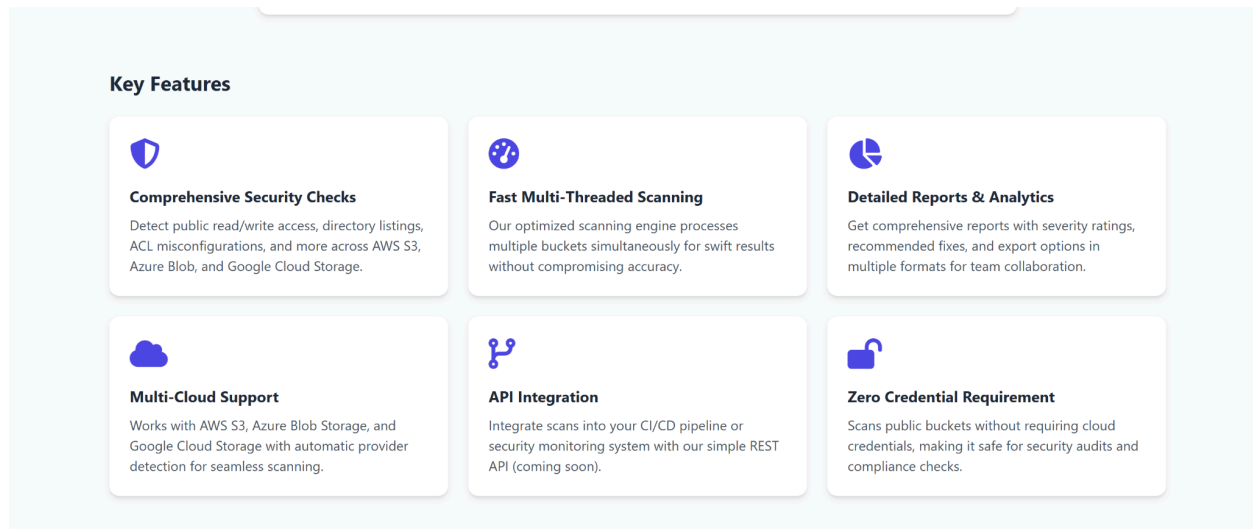 Key Features
Comprehensive Security Checks
Detect public read/write access, directory listings,
ACL misconfigurations, and more across AWS S3,
Azure Blob, and Google Cloud Storage.
Fast Multi-Threaded Scanning
Our optimized scanning engine processes
multiple buckets simultaneously for swift results
without compromising accuracy.
Detailed Reports & Analytics
Get comprehensive reports with severity ratings,
recommended fixes, and export options in
multiple formats for team collaboration.
Multi-Cloud Support
Works with AWS S3, Azure Blob Storage, and
Google Cloud Storage with automatic provider
detection for seamless scanning.
API Integration
Integrate scans into your CI/CD pipeline or
security monitoring system with our simple REST
API (coming soon).
Zero Credential Requirement
Scans public buckets without requiring cloud
credentials, making it safe for security audits and
compliance checks.